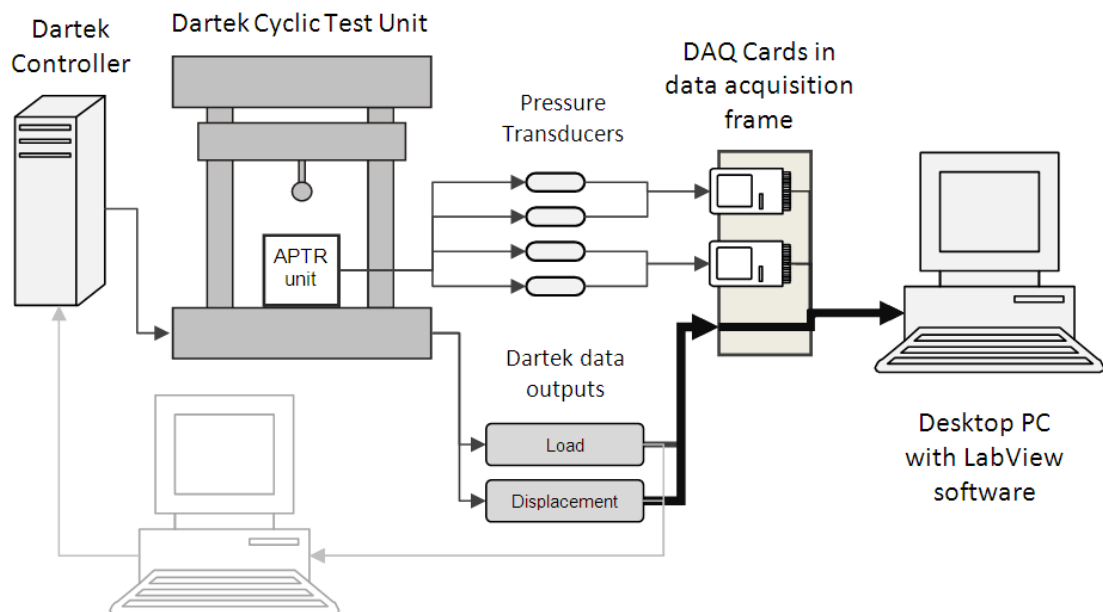 Dartek
Controller
Dartek Cyclic Test Unit
Pressure
Transducers
DAQ Cards in
data acquisition
frame
APTR
unit
Dartek data
outputs
Load
Displacement
Desktop PC
with LabView
software